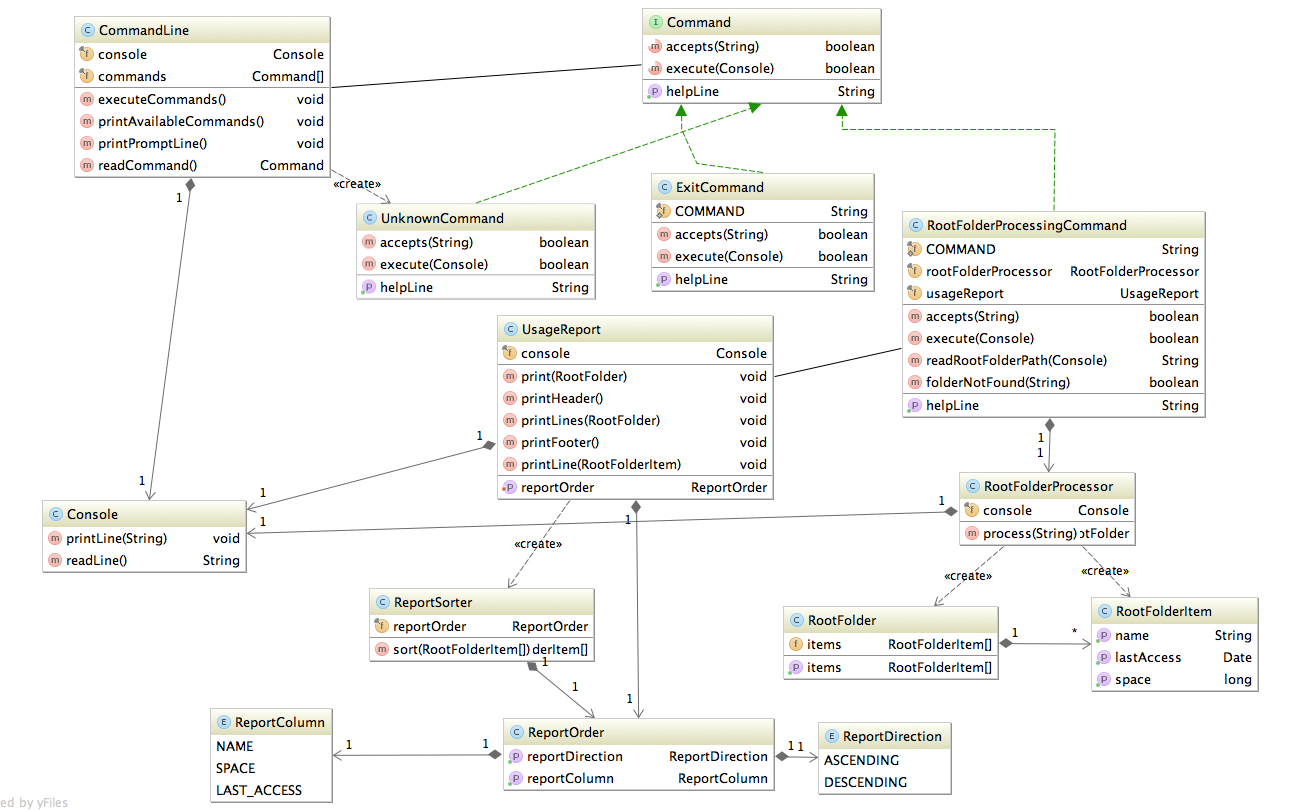 CommandLine
console Console
commands Command[]
executeCommands() void
printAvailableCommands() void
printPromptLine() void
readCommand() Command
Command
accepts(String) boolean
execute(Console) boolean
helpLine String
1
«create»
UnknownCommand
accepts(String) boolean
execute(Console) boolean
helpLine String
ExitCommand
COMMAND String
accepts(String) boolean
execute(Console) boolean
helpLine String
RootFolderProcessingCommand
COMMAND String
rootFolderProcessor RootFolderProcessor
usageReport UsageReport
accepts(String) boolean
execute(Console) boolean
readRootFolderPath(Console) String
folderNotFound(String) boolean
helpLine String
UsageReport
console Console
print(RootFolder) void
printHeader() void
printLines(RootFolder) void
printFooter() void
printLine(RootFolderItem) void
reportOrder ReportOrder
1
1
1
1
1
Console
printLine(String) void
readLine() String
1
1
1
RootFolderProcessor
console Console
process(String) otFolder
«create»
«create»
«create»
ReportSorter
reportOrder ReportOrder
sort(RootFolderItem[]) derItem[]
1
1
1
RootFolder
items RootFolderItem[]
items RootFolderItem[]
1
*
RootFolderItem
name String
lastAccess Date
space long
ReportColumn
NAME
SPACE
LAST_ACCESS
1
1
ReportOrder
reportDirection ReportDirection
reportColumn ReportColumn
1 1
ReportDirection
ASCENDING
DESCENDING
ed by yFiles